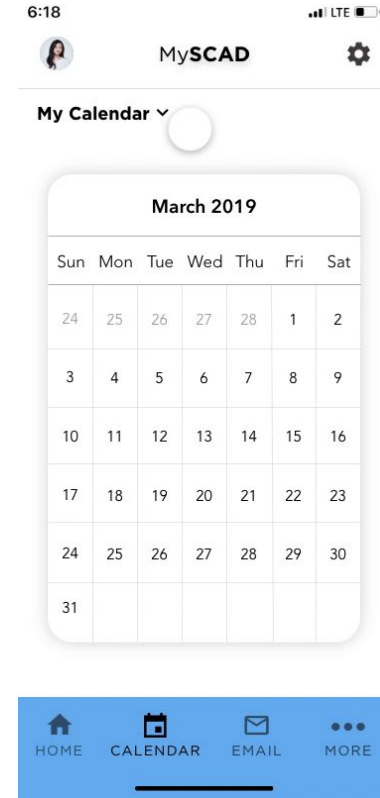 6:18 LTE
MySCAD
My Calendar
March 2019
Sun Mon Tue Wed Thu Fri Sat
24 25 26 27 28 1 2
3 4 5 6 7 8 9
10 11 12 13 14 15 16
17 18 19 20 21 22 23
24 25 26 27 28 29 30
31
HOME CALENDAR EMAIL MORE